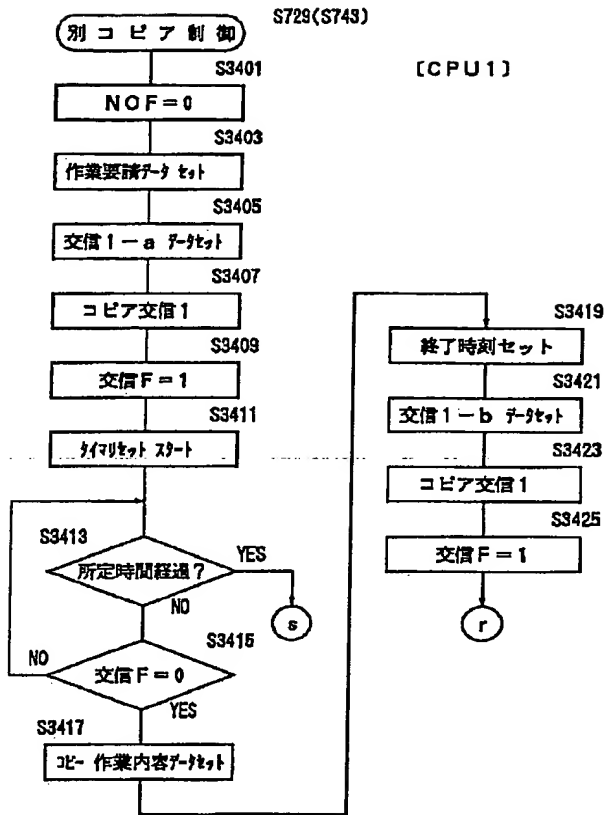 S729(S743)
別コピア制御
[CPU1]
S3401
NOF=0
S3403
作業要請データセット
S3405
交信1-a データセット
S3407
コピア交信1
S3409
交信F=1
S3411
タイマリセット スタート
S3413
所定時間経過?
YES
s
NO
S3415
交信F=0
NO
YES
S3417
コピー作業内容データセット
S3419
終了時刻セット
S3421
交信1-b データセット
S3423
コピア交信1
S3425
交信F=1
r